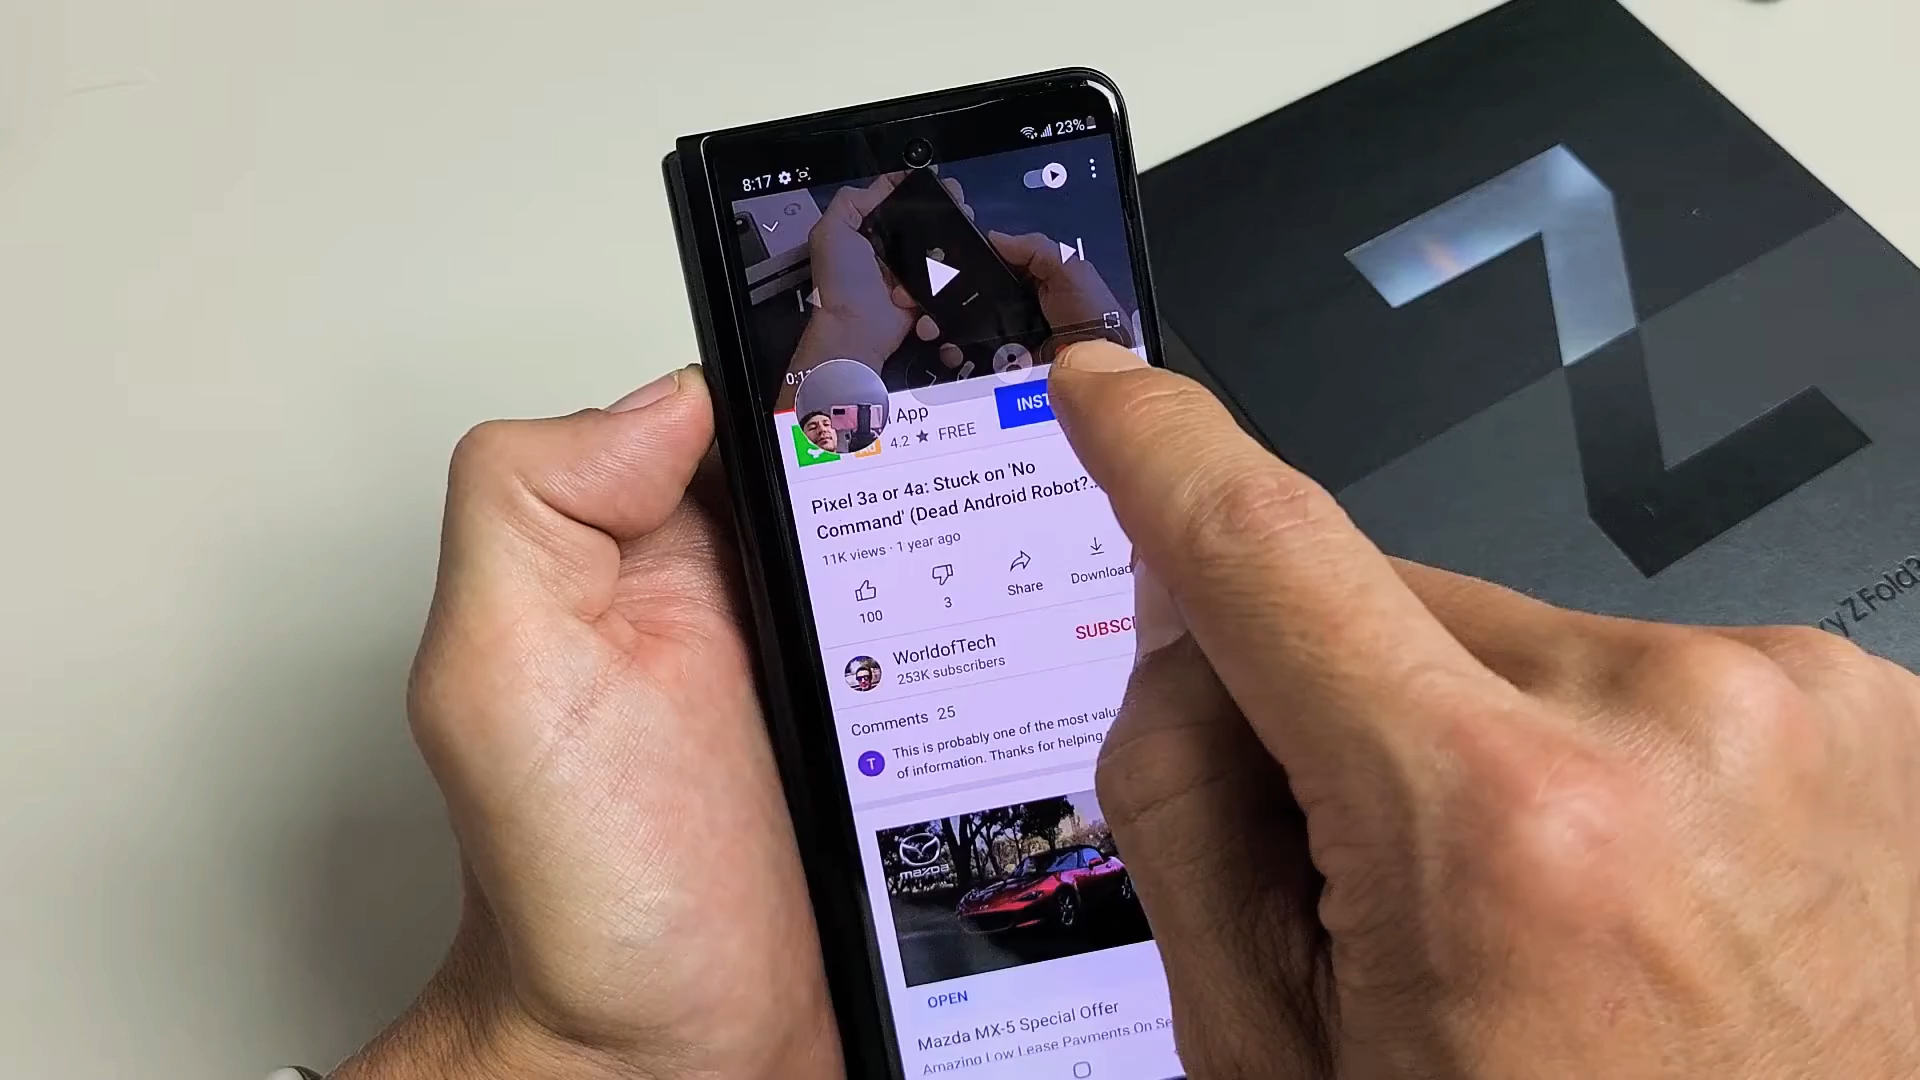 8:17
23%
0:1
App
INST
4.2 ★ FREE
Pixel 3a or 4a: Stuck on 'No
Command' (Dead Android Robot?..
11K views · 1 year ago
100
3
Share
Download
WorldofTech
253K subscribers
SUBSC
Comments 25
T
This is probably one of the most valua
of information. Thanks for helping
mazda
OPEN
Mazda MX-5 Special Offer
Amazing Low Lease Payments On Se
Z
y Z Fold3